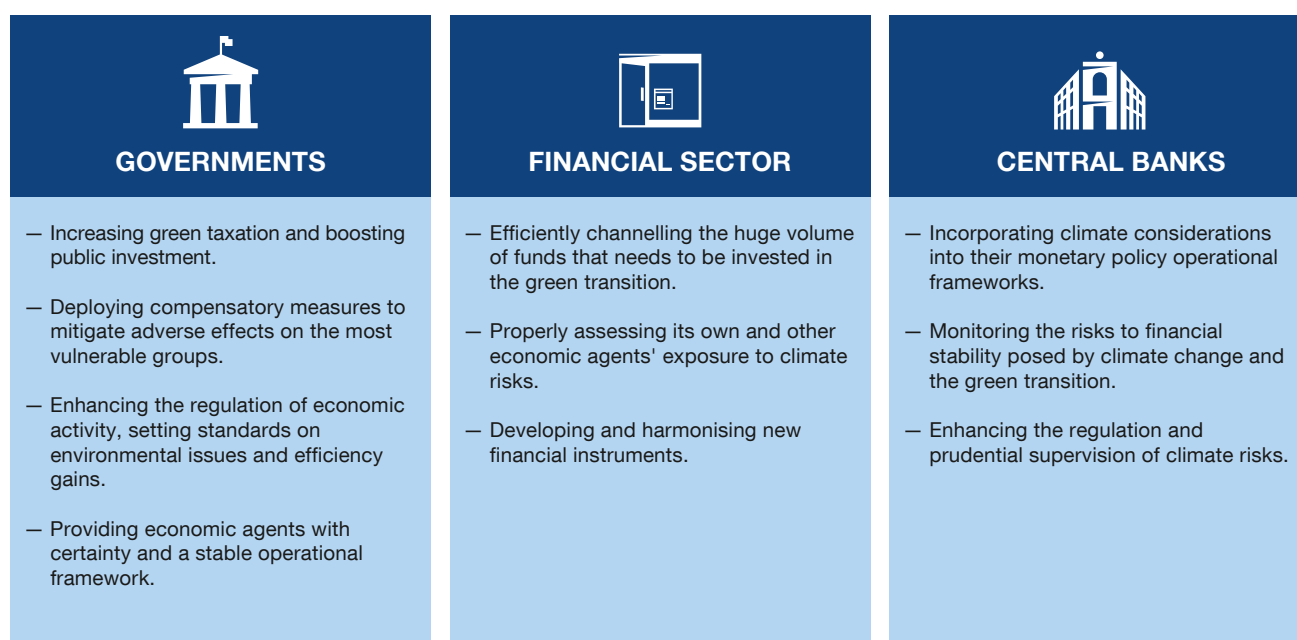 GOVERNMENTS
— Increasing green taxation and boosting
public investment.
— Deploying compensatory measures to
mitigate adverse effects on the most
vulnerable groups.
— Enhancing the regulation of economic
activity, setting standards on
environmental issues and efficiency
gains.
— Providing economic agents with
certainty and a stable operational
framework.
FINANCIAL SECTOR
— Efficiently channelling the huge volume
of funds that needs to be invested in
the green transition.
— Properly assessing its own and other
economic agents' exposure to climate
risks.
— Developing and harmonising new
financial instruments.
CENTRAL BANKS
— Incorporating climate considerations
into their monetary policy operational
frameworks.
— Monitoring the risks to financial
stability posed by climate change and
the green transition.
— Enhancing the regulation and
prudential supervision of climate risks.